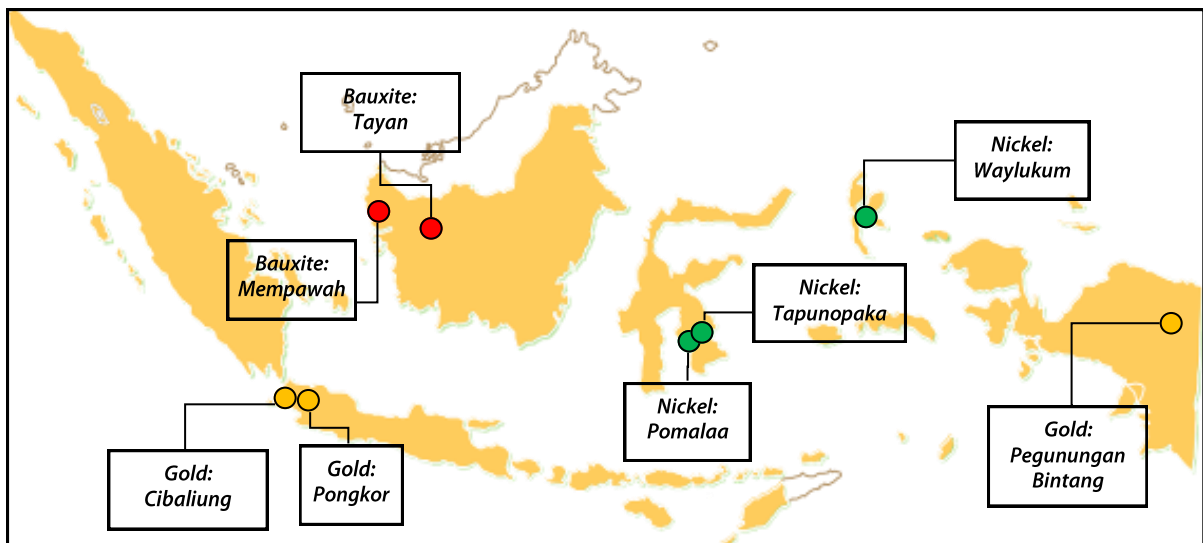 Bauxite:
Tayan
Nickel:
Waylukum
Bauxite:
Mempawah
Nickel:
Tapunopaka
Nickel:
Pomalaa
Gold:
Pegunungan
Bintang
Gold:
Cibaliung
Gold:
Pongkor